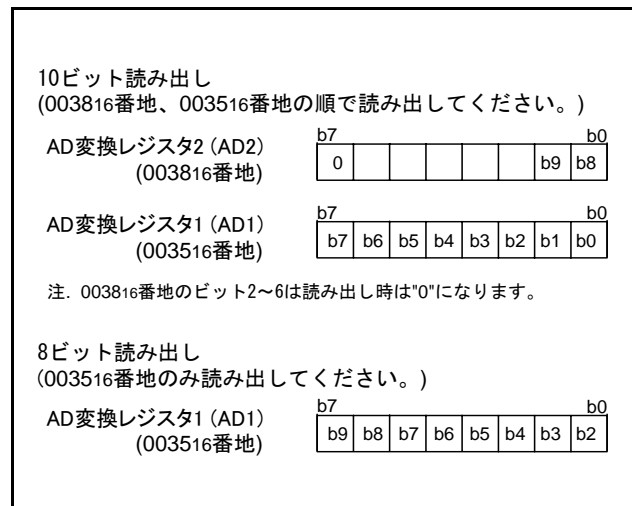 10ビット読み出し
(003816番地、003516番地の順で読み出してください。)
b7 b0
AD変換レジスタ2(AD2)
(003816番地)
0 b9 b8
b7 b0
AD変換レジスタ1(AD1)
(003516番地)
b7 b6 b5 b4 b3 b2 b1 b0
注. 003816番地のビット2～6は読み出し時は"0"になります。
8ビット読み出し
(003516番地のみ読み出してください。)
b7 b0
AD変換レジスタ1(AD1)
(003516番地)
b9 b8 b7 b6 b5 b4 b3 b2